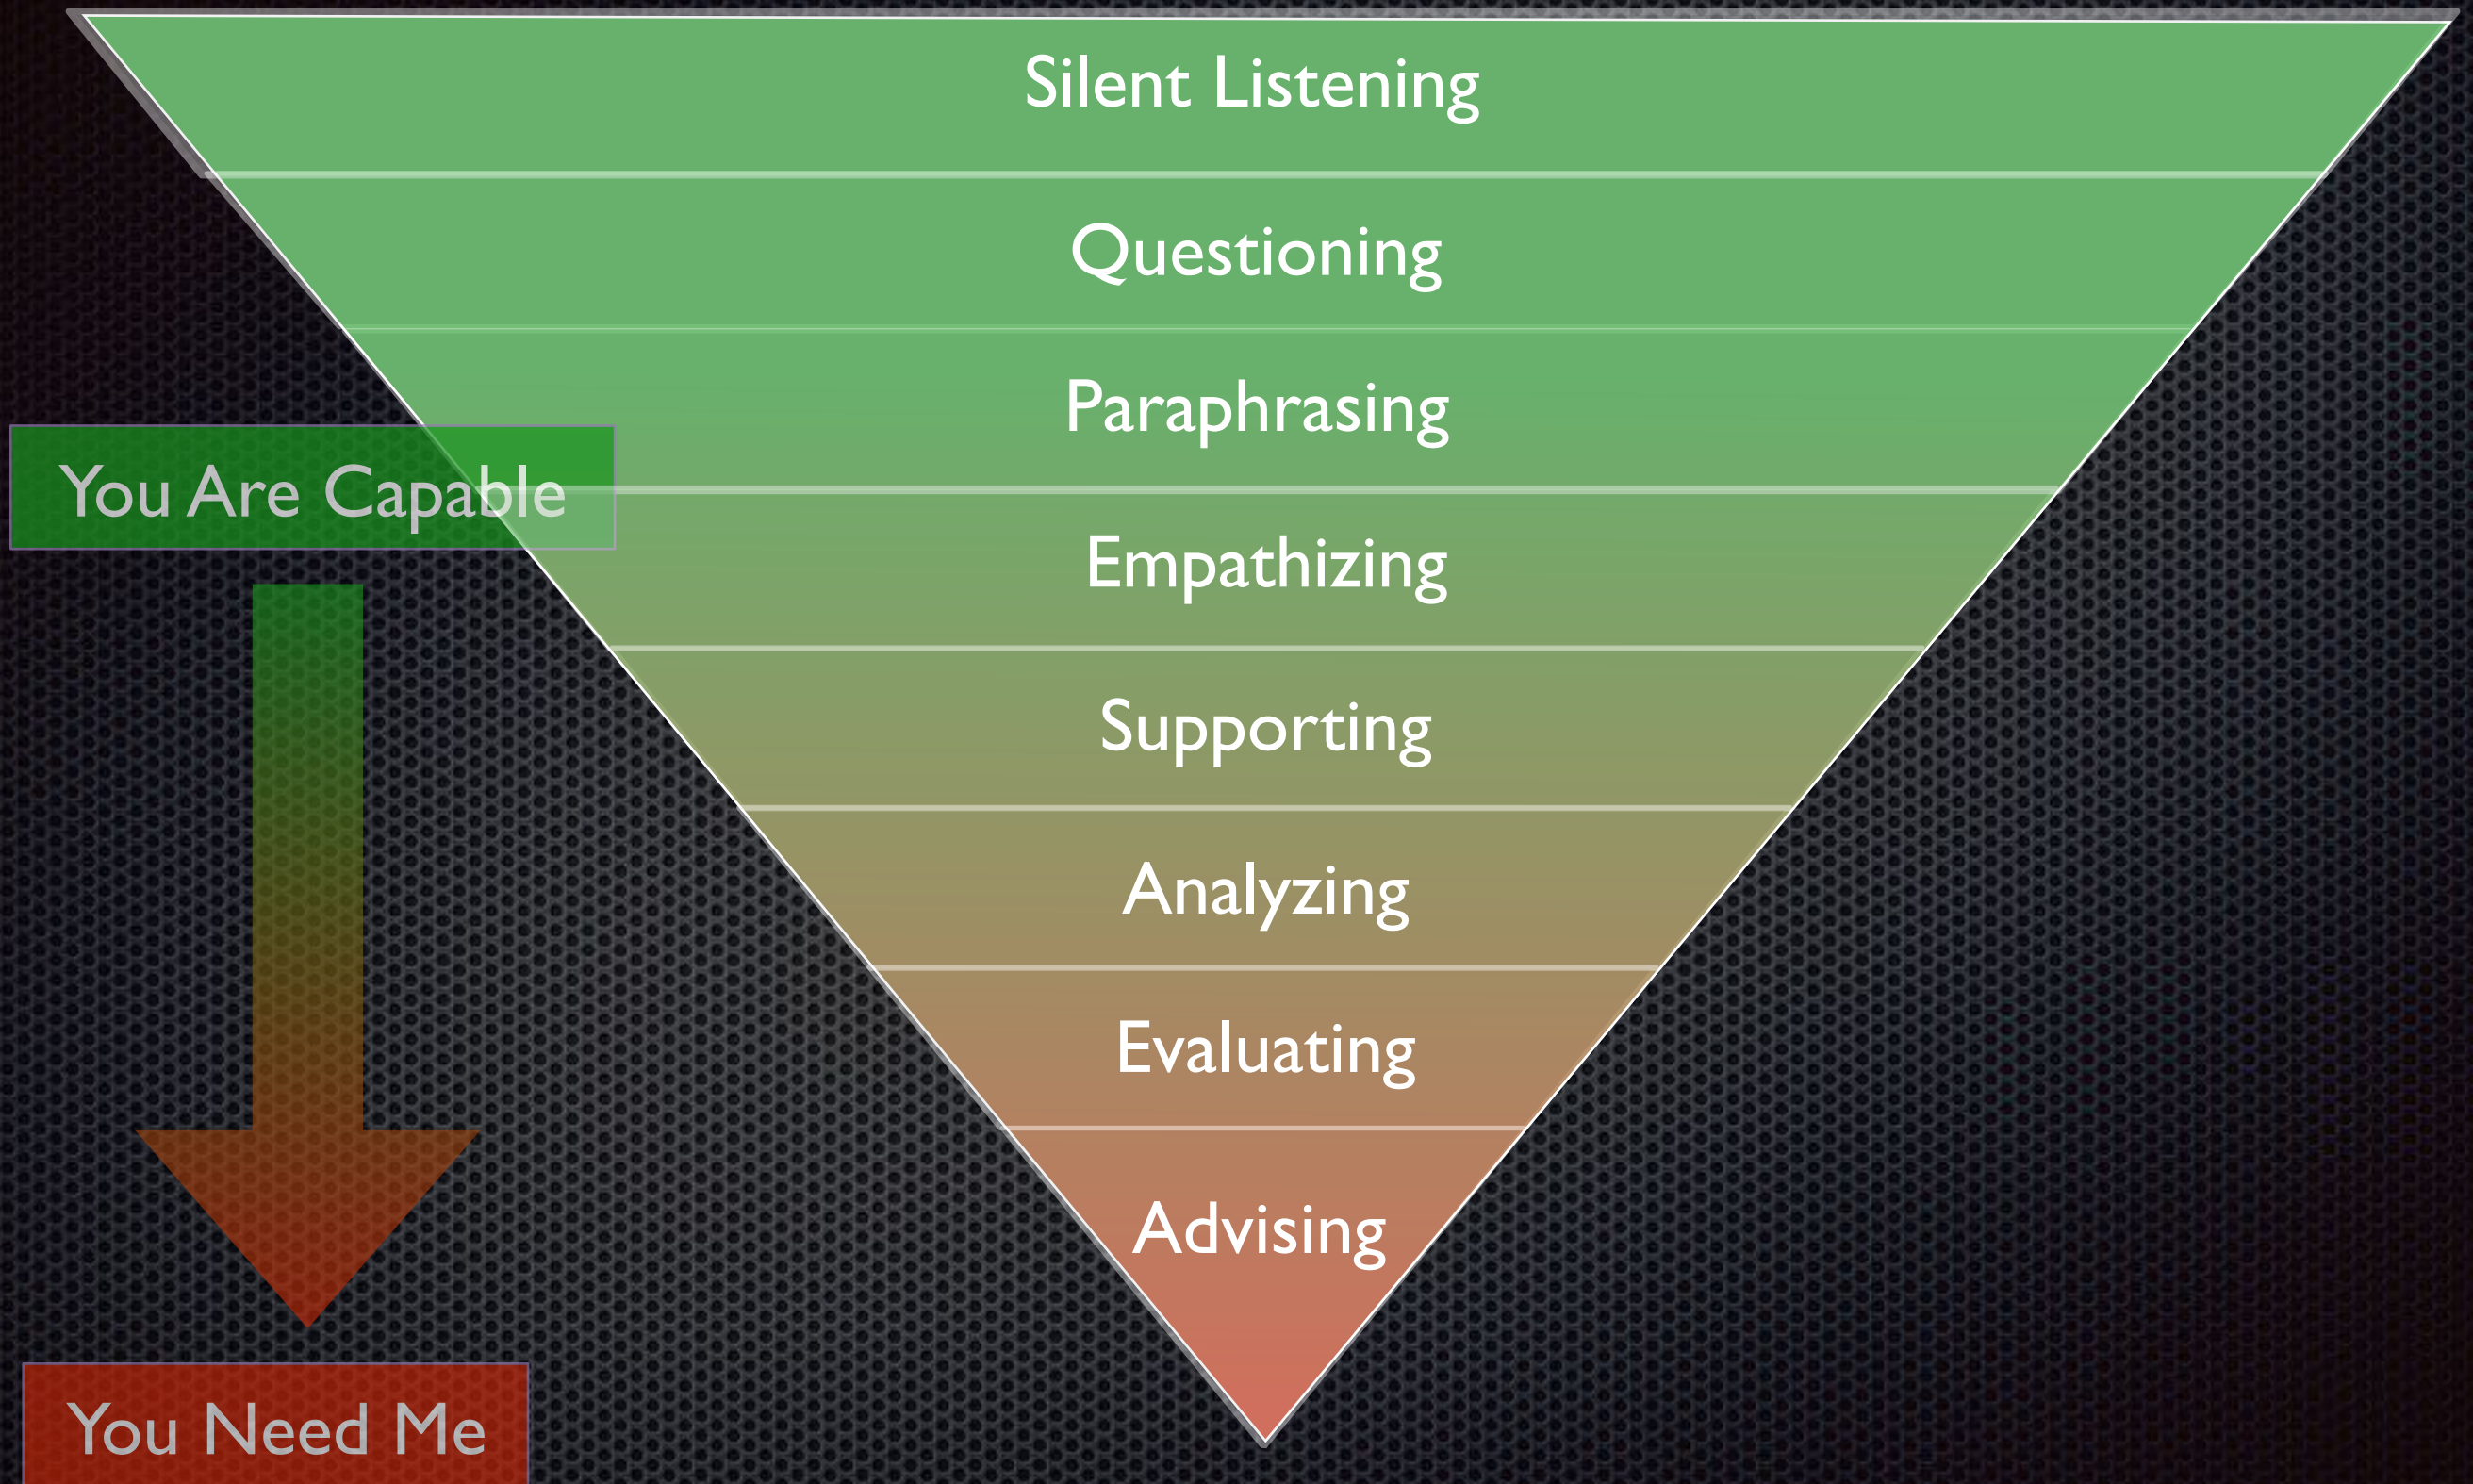 Silent Listening
Questioning
Paraphrasing
You Are Capable
Empathizing
Supporting
Analyzing
Evaluating
Advising
You Need Me